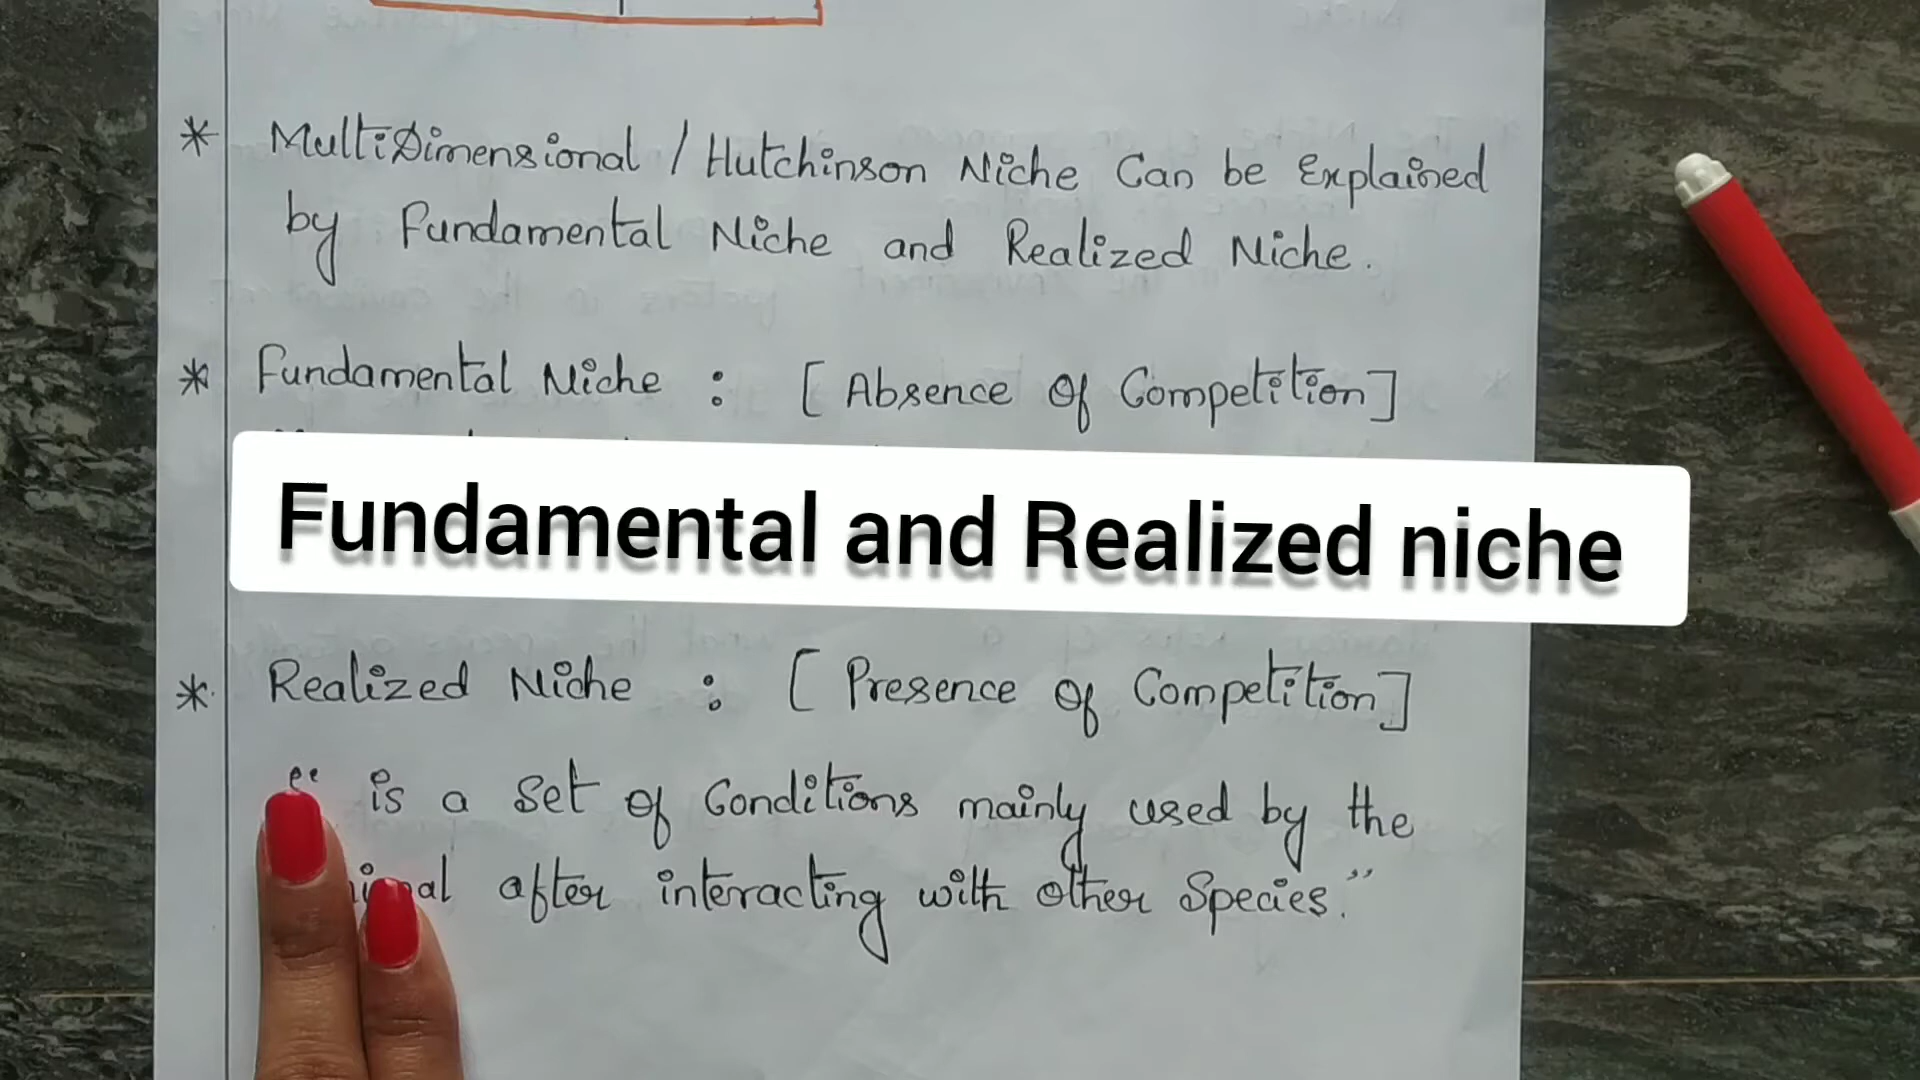 * Multidimensional / Hutchinson Niche Can be Explained
by Fundamental Niche and Realized Niche.
* Fundamental Niche : [ Absence of Competition ]
Fundamental and Realized niche
* Realized Niche : [ Presence of Competition ]
“ is a Set of Conditions mainly used by the
after interacting with other Species.”